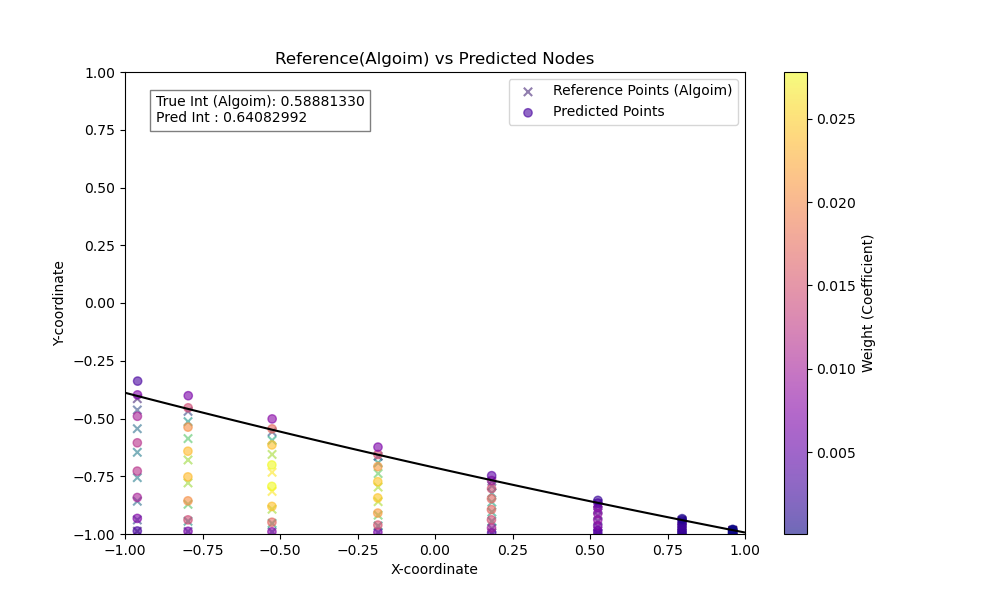 Reference(Algoim) vs Predicted Nodes
True Int (Algoim): 0.58881330
Pred Int : 0.64082992
Reference Points (Algoim)
Predicted Points
1.00
0.75
0.50
0.25
0.00
−0.25
−0.50
−0.75
−1.00
Y-coordinate
−1.00
−0.75
−0.50
−0.25
0.00
0.25
0.50
0.75
1.00
X-coordinate
0.025
0.020
0.015
0.010
0.005
Weight (Coefficient)